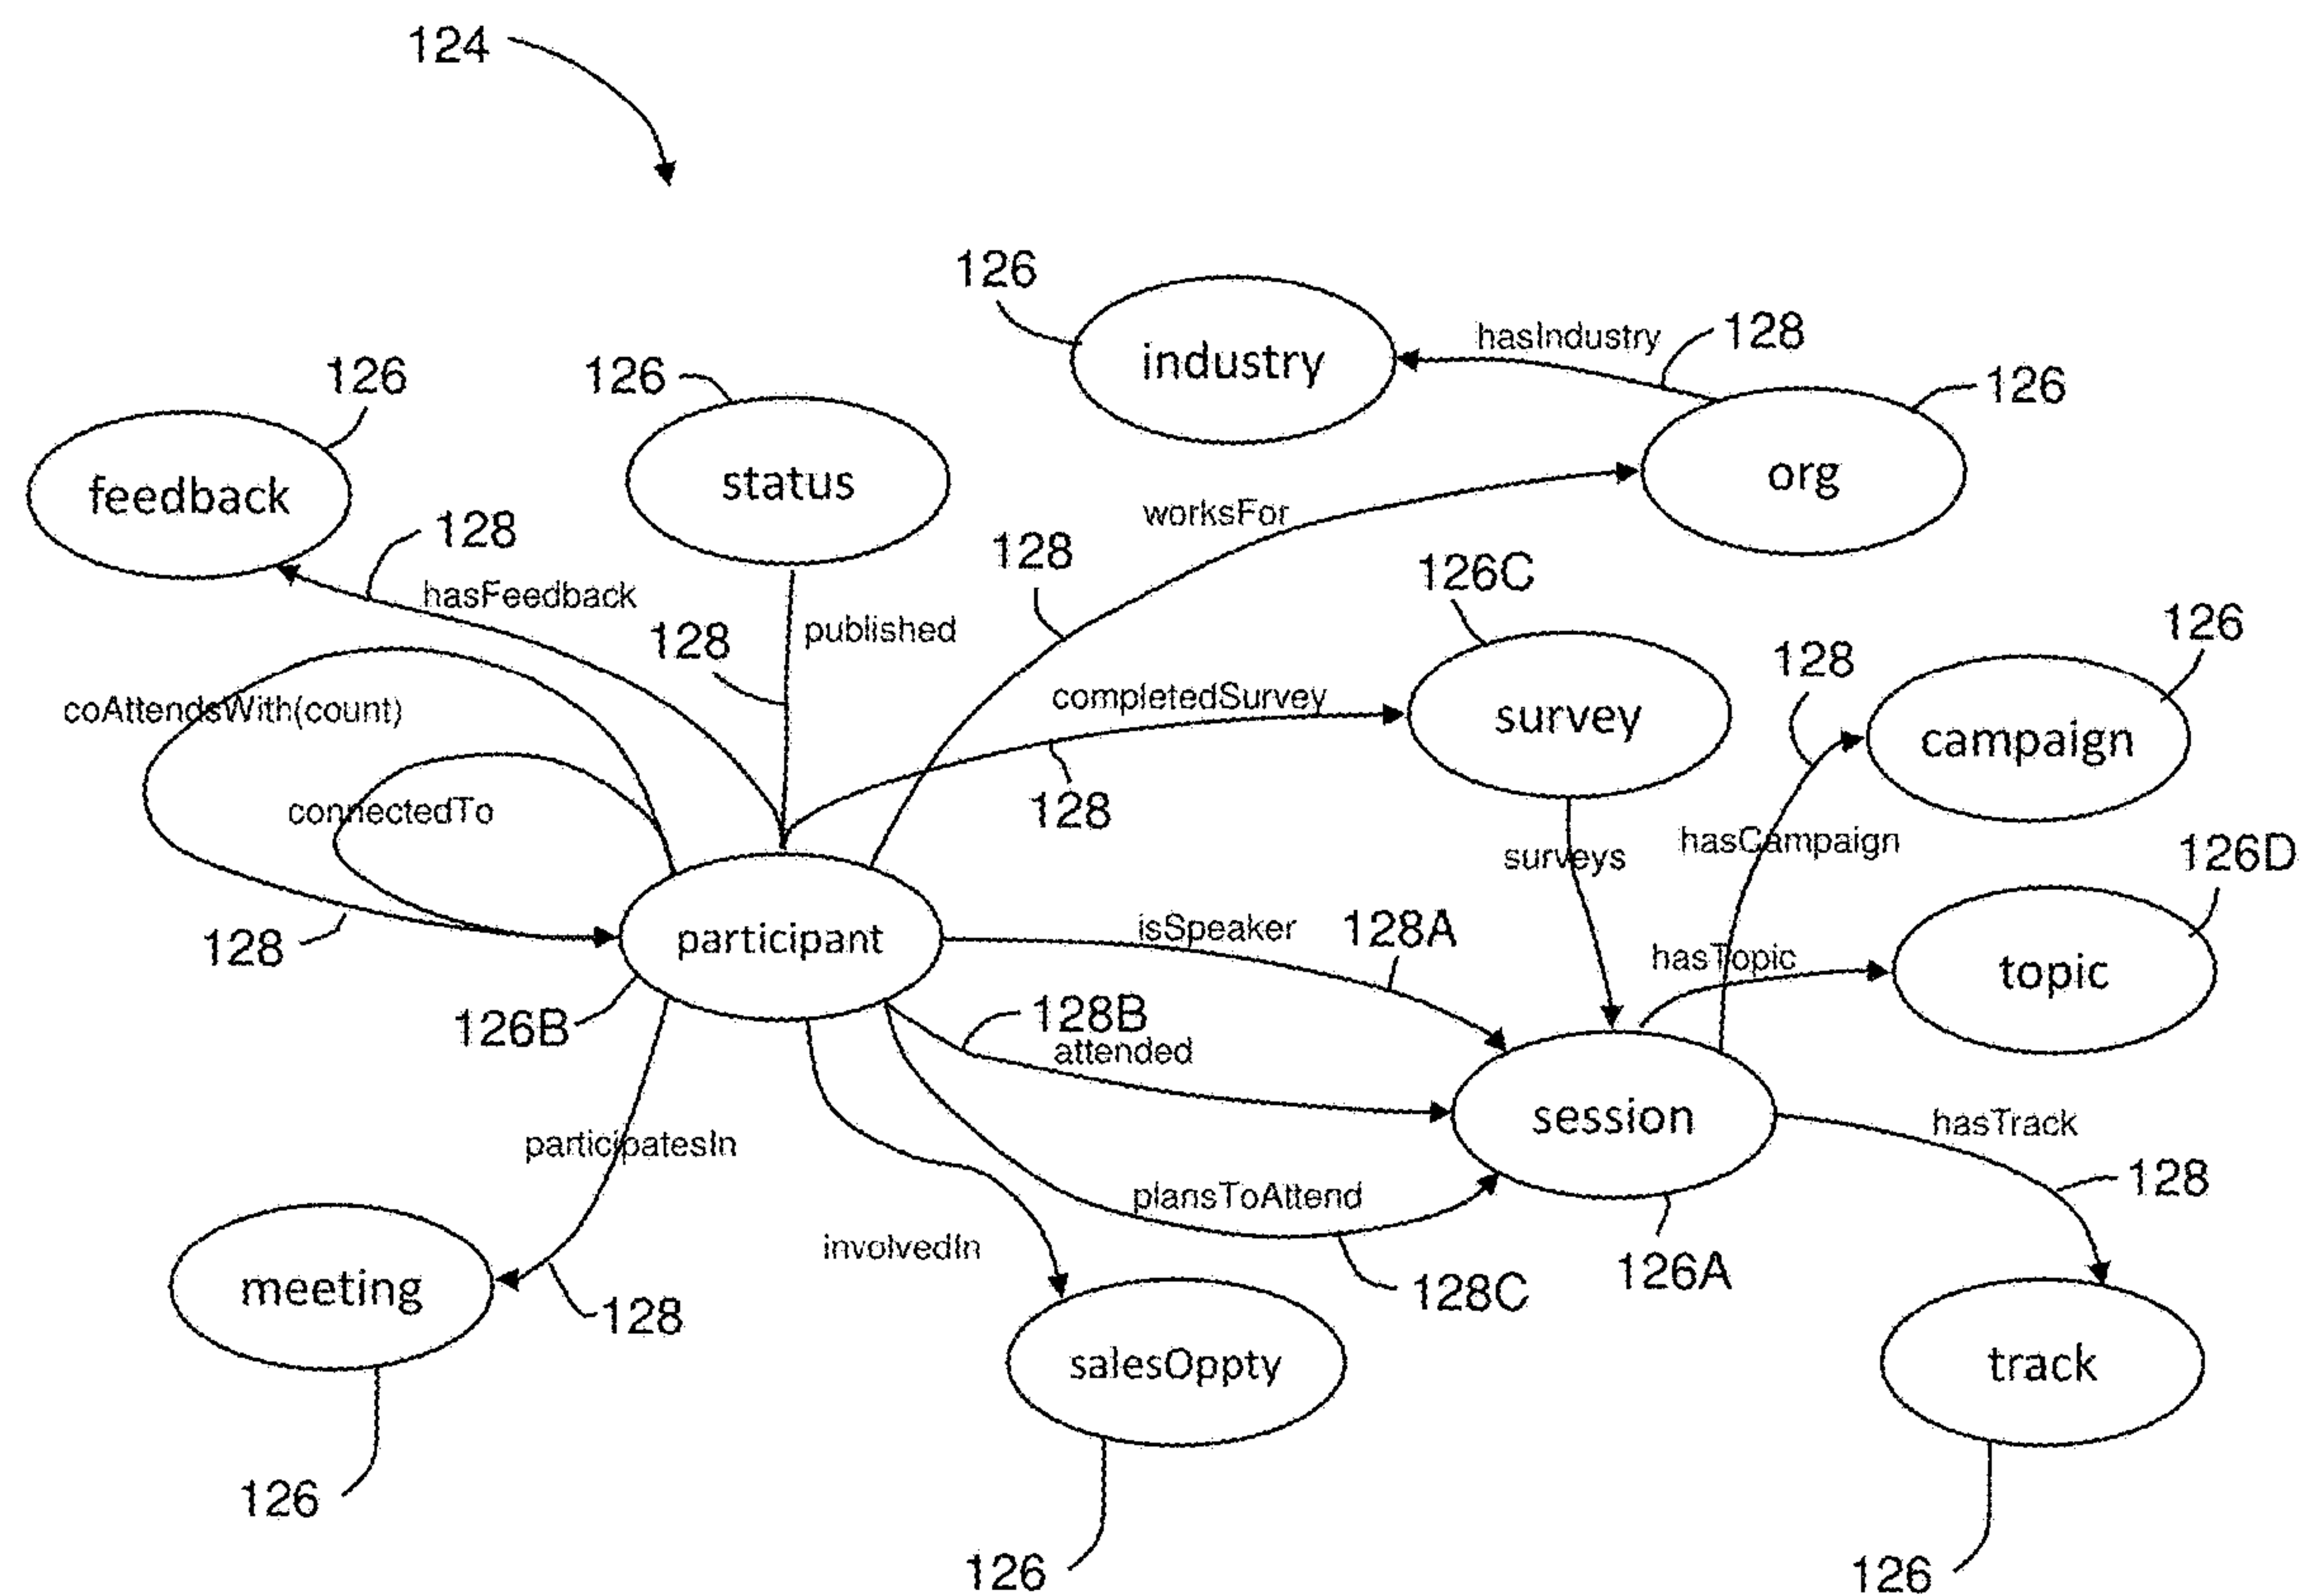 124
126
industry
hasIndustry
128
126
org
126
feedback
126
status
128
hasFeedback
128
published
worksFor
128
126C
survey
completedSurvey
128
126
128
campaign
hasCampaign
coAttendsWith(count)
connectedTo
128
surveys
126D
topic
hasTopic
participant
126B
isSpeaker
128A
128B
attended
session
126A
hasTrack
128
plansToAttend
128C
participatesIn
involvedIn
meeting
128
126
salesOppty
126
track
126